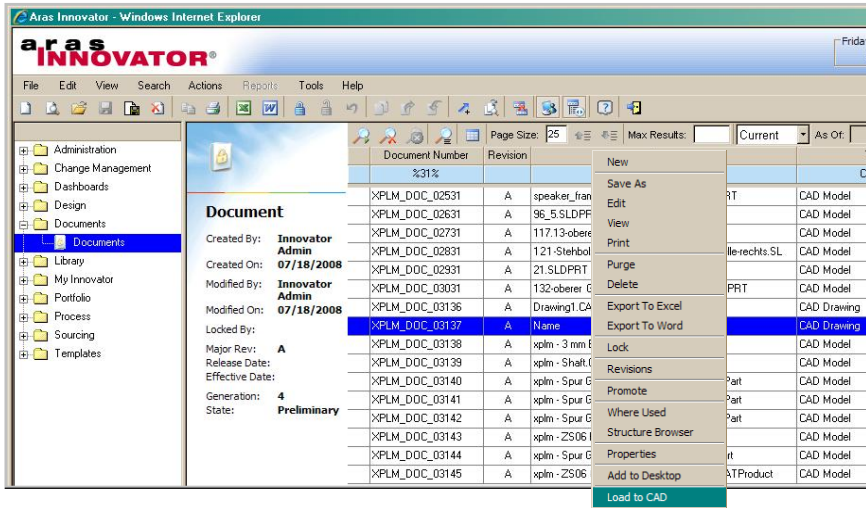 Aras Innovator - Windows Internet Explorer
aras
INNOVATOR®
Frida
File Edit View Search Actions Reports Tools Help
Page Size: 25 Max Results: Current As Of:
Administration
Change Management
Dashboards
Design
Documents
Documents
Library
My Innovator
Portfolio
Process
Sourcing
Templates
Document
Created By: Innovator
Admin
Created On: 07/18/2008
Modified By: Innovator
Admin
Modified On: 07/18/2008
Locked By:
Major Rev: A
Release Date:
Effective Date:
Generation: 4
State: Preliminary
Document Number Revision
%31% C
XPLM_DOC_02531 A speaker_fran RT CAD Model
XPLM_DOC_02631 A 96_5.SLDPF CAD Model
XPLM_DOC_02731 A 117.13-obere CAD Model
XPLM_DOC_02831 A 121-Stehbol lle-rechts.SL CAD Model
XPLM_DOC_02931 A 21.SLDPRT CAD Model
XPLM_DOC_03031 A 132-oberer G PRT CAD Model
XPLM_DOC_03136 A Drawing1.CA CAD Drawing
XPLM_DOC_03137 A Name CAD Drawing
XPLM_DOC_03138 A xplm - 3 mm E CAD Model
XPLM_DOC_03139 A xplm - Shaft.( CAD Model
XPLM_DOC_03140 A xplm - Spur G Part CAD Model
XPLM_DOC_03141 A xplm - Spur G Part CAD Model
XPLM_DOC_03142 A xplm - Spur G Part CAD Model
XPLM_DOC_03143 A xplm - ZS06 CAD Model
XPLM_DOC_03144 A xplm - Spur G rt CAD Model
XPLM_DOC_03145 A xplm - ZS06 ATProduct CAD Model
New
Save As
Edit
View
Print
Purge
Delete
Export To Excel
Export To Word
Lock
Revisions
Promote
Where Used
Structure Browser
Properties
Add to Desktop
Load to CAD